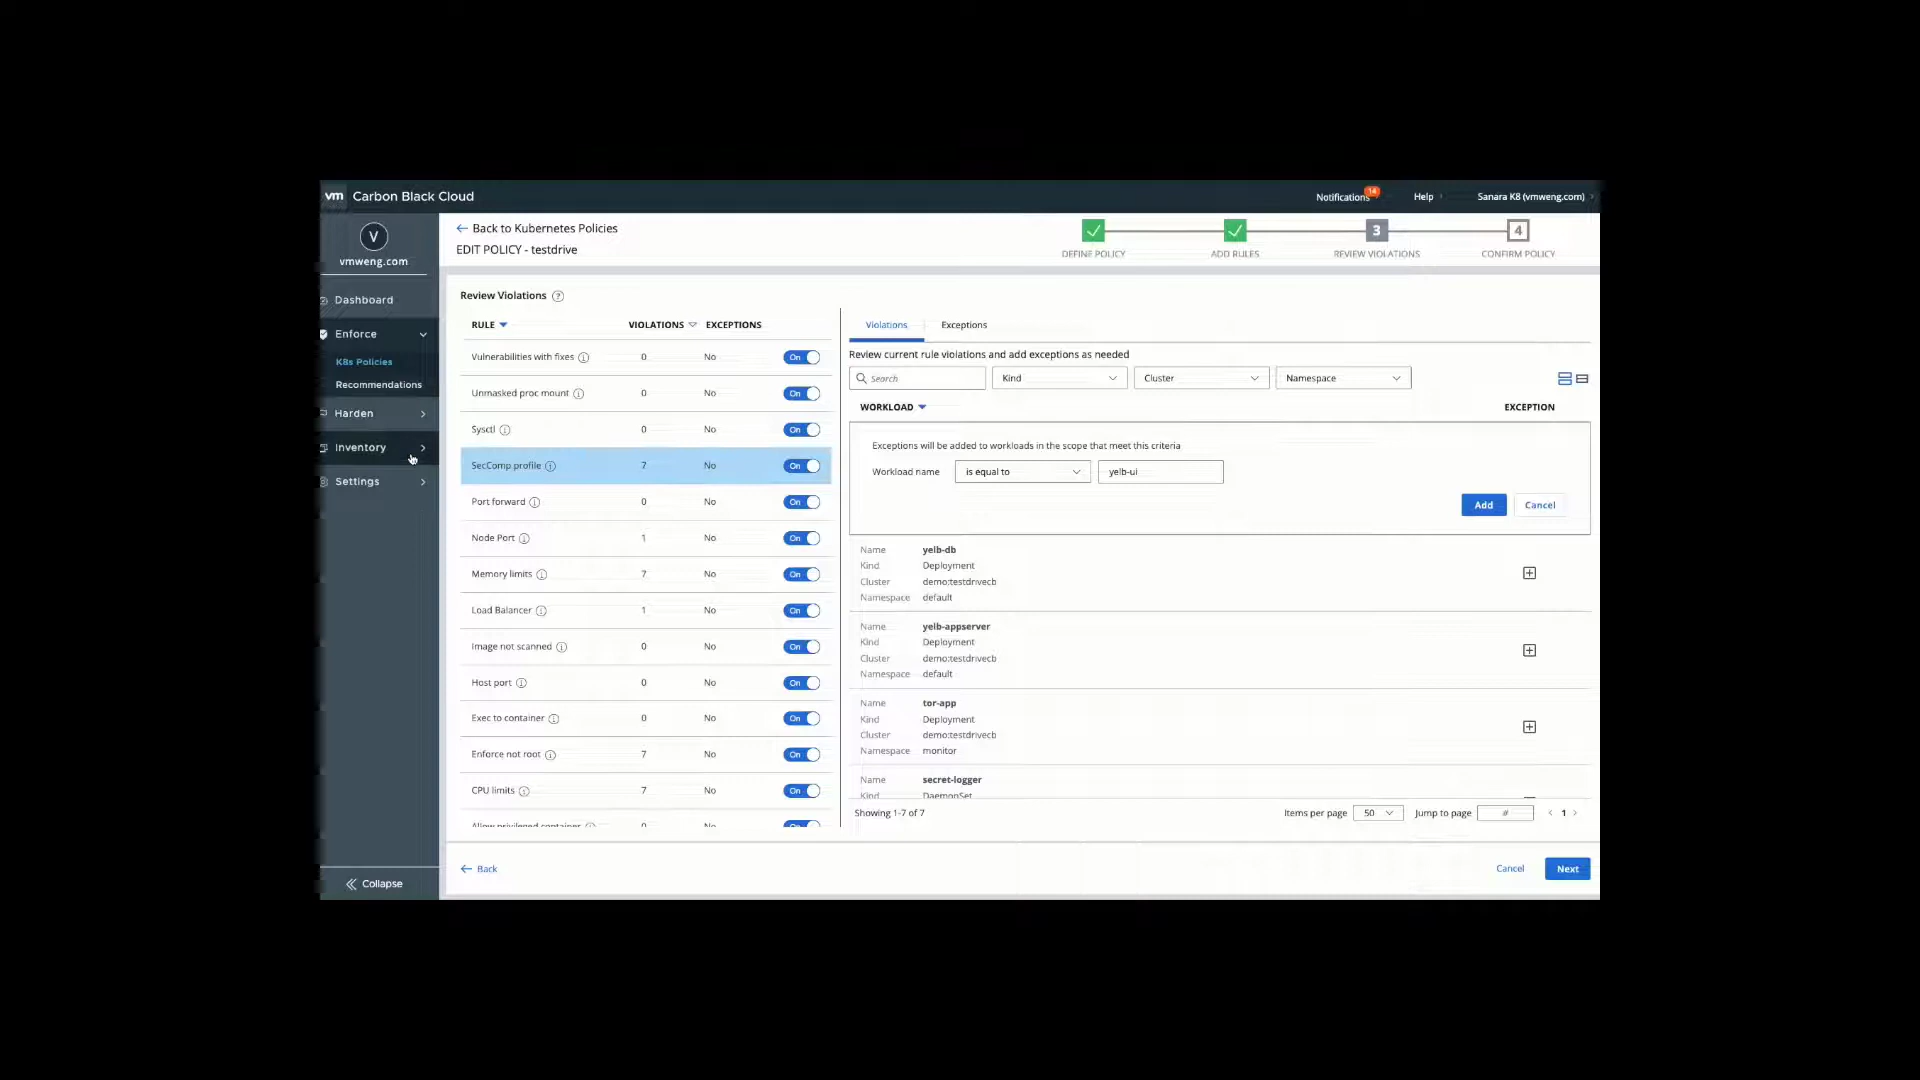 vm Carbon Black Cloud
Notifications 14 Help Sanara K8 (vmweng.com)
V
vmweng.com
Dashboard
Enforce
K8s Policies
Recommendations
Harden
Inventory
Settings
Collapse
Back to Kubernetes Policies
EDIT POLICY - testdrive
3 4
DEFINE POLICY ADD RULES REVIEW VIOLATIONS CONFIRM POLICY
Review Violations ?
RULE VIOLATIONS EXCEPTIONS
Vulnerabilities with fixes 0 No On
Unmasked proc mount 0 No On
Sysctl 0 No On
SecComp profile 7 No On
Port forward 0 No On
Node Port 1 No On
Memory limits 7 No On
Load Balancer 1 No On
Image not scanned 0 No On
Host port 0 No On
Exec to container 0 No On
Enforce not root 7 No On
CPU limits 7 No On
Allow privileged container 0 No On
Violations Exceptions
Review current rule violations and add exceptions as needed
Search Kind Cluster Namespace
WORKLOAD EXCEPTION
Exceptions will be added to workloads in the scope that meet this criteria
Workload name is equal to yelb-ui
Add Cancel
Name yelb-db
Kind Deployment
Cluster demo:testdrivecb
Namespace default
Name yelb-appserver
Kind Deployment
Cluster demo:testdrivecb
Namespace default
Name tor-app
Kind Deployment
Cluster demo:testdrivecb
Namespace monitor
Name secret-logger
Kind DaemonSet
Showing 1-7 of 7 Items per page 50 Jump to page # 1
Back Cancel Next